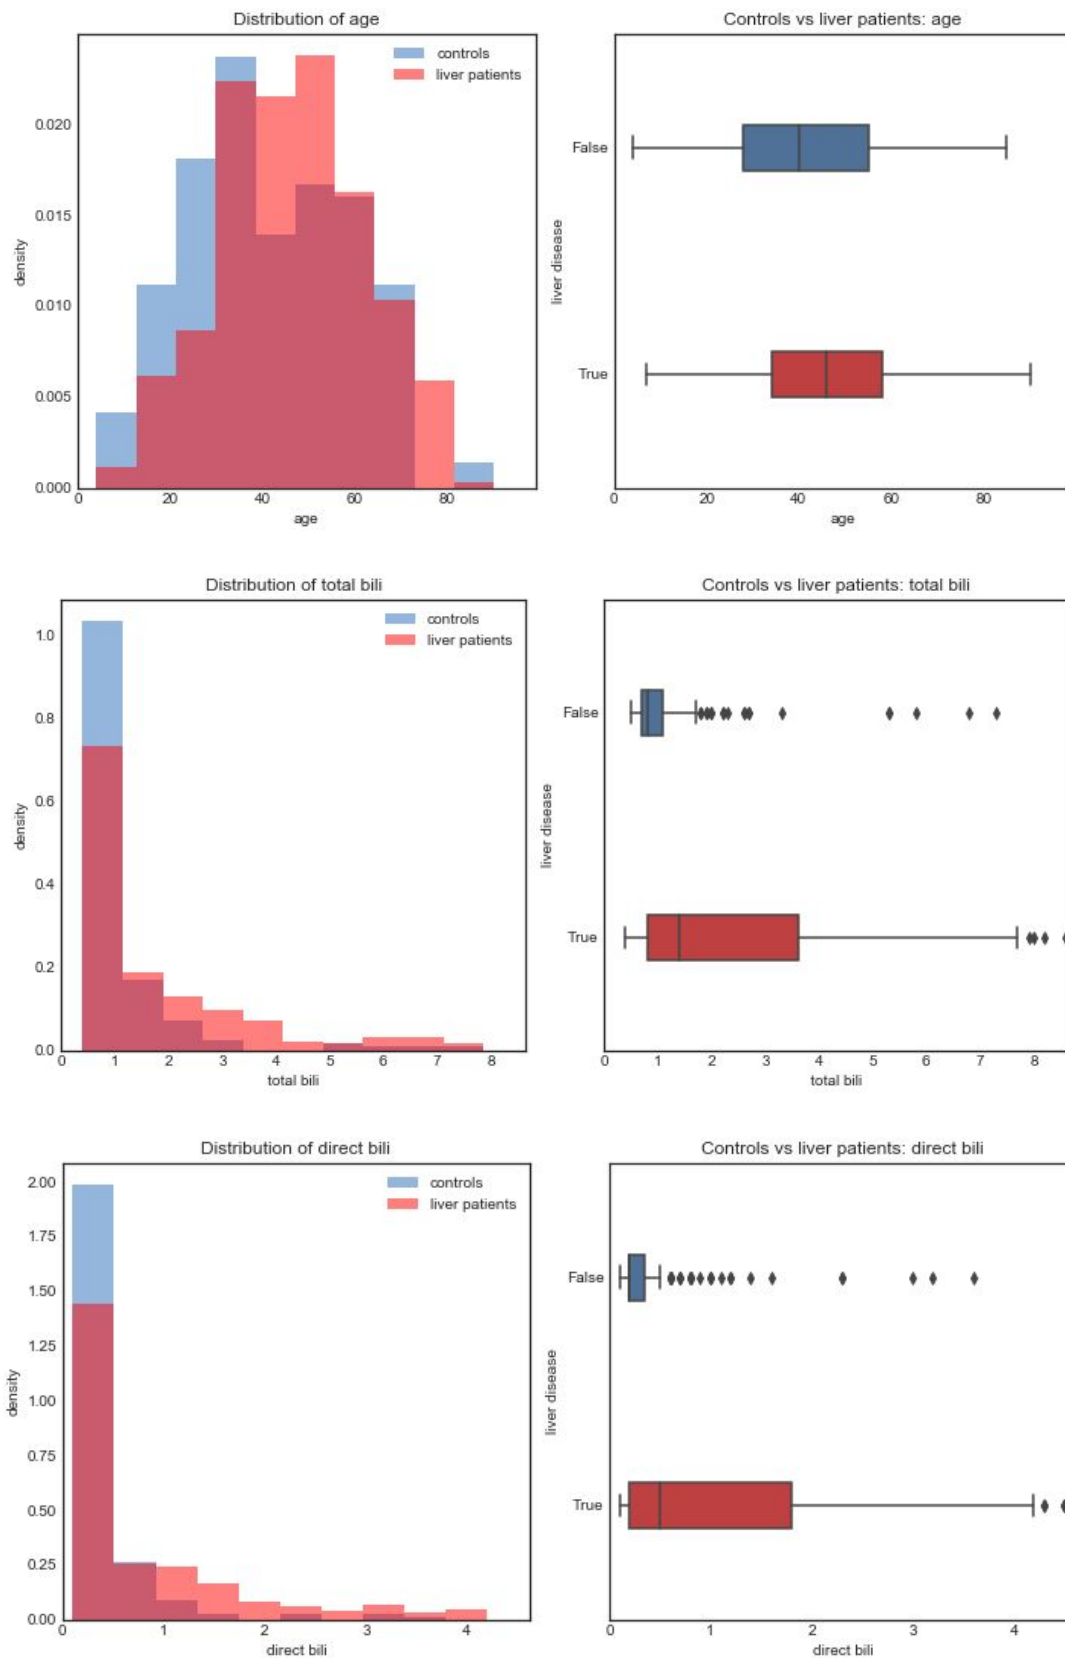 Distribution of age
controls
liver patients
0.020
0.015
0.010
0.005
0.000
density
0 20 40 60 80
age
Controls vs liver patients: age
False
True
liver disease
0 20 40 60 80
age
Distribution of total bili
controls
liver patients
1.0
0.8
0.6
0.4
0.2
0.0
density
0 1 2 3 4 5 6 7 8
total bili
Controls vs liver patients: total bili
False
True
liver disease
0 1 2 3 4 5 6 7 8
total bili
Distribution of direct bili
controls
liver patients
2.00
1.75
1.50
1.25
1.00
0.75
0.50
0.25
0.00
density
0 1 2 3 4
direct bili
Controls vs liver patients: direct bili
False
True
liver disease
0 1 2 3 4
direct bili